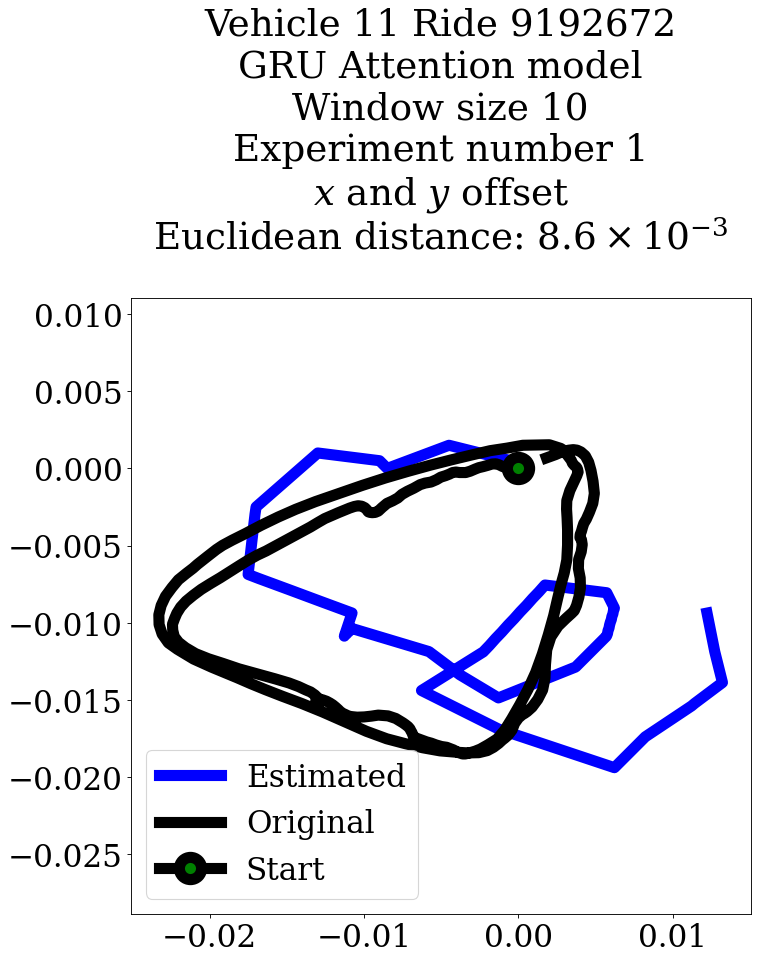 Vehicle 11 Ride 9192672
GRU Attention model
Window size 10
Experiment number 1
x and y offset
Euclidean distance: 8.6 × 10⁻³
0.010
0.005
0.000
−0.005
−0.010
−0.015
−0.020
−0.025
Estimated
Original
Start
−0.02
−0.01
0.00
0.01